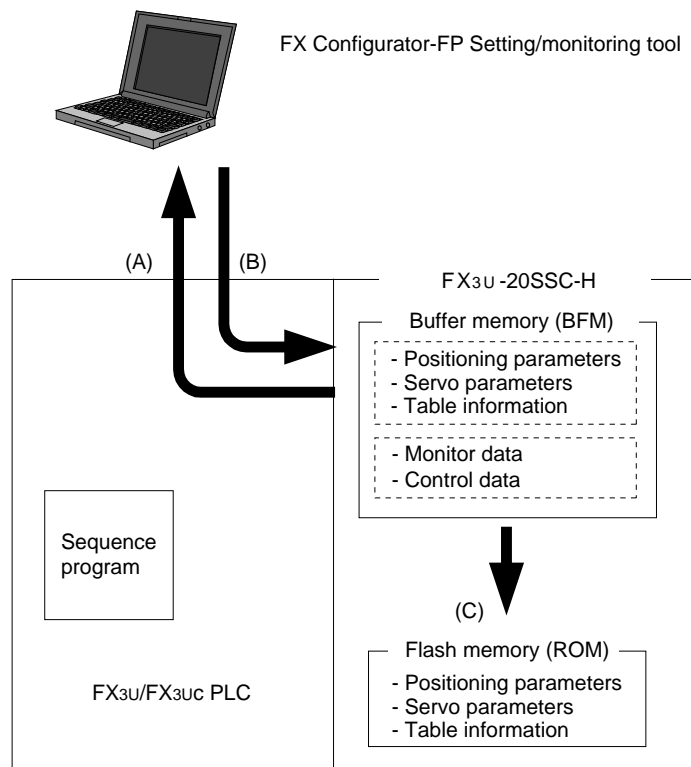 FX Configurator-FP Setting/monitoring tool
(A)
(B)
FX3U-20SSC-H
Buffer memory (BFM)
- Positioning parameters
- Servo parameters
- Table information
- Monitor data
- Control data
Sequence
program
(C)
Flash memory (ROM)
- Positioning parameters
- Servo parameters
- Table information
FX3U/FX3UC PLC